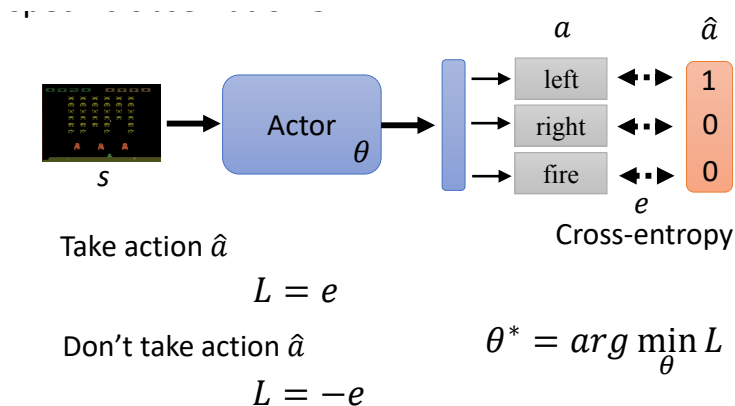 a
â
left
1
Actor
right
0
θ
fire
0
s
e
Cross-entropy
Take action â
L = e
Don't take action â
θ* = arg min L
θ
L = −e